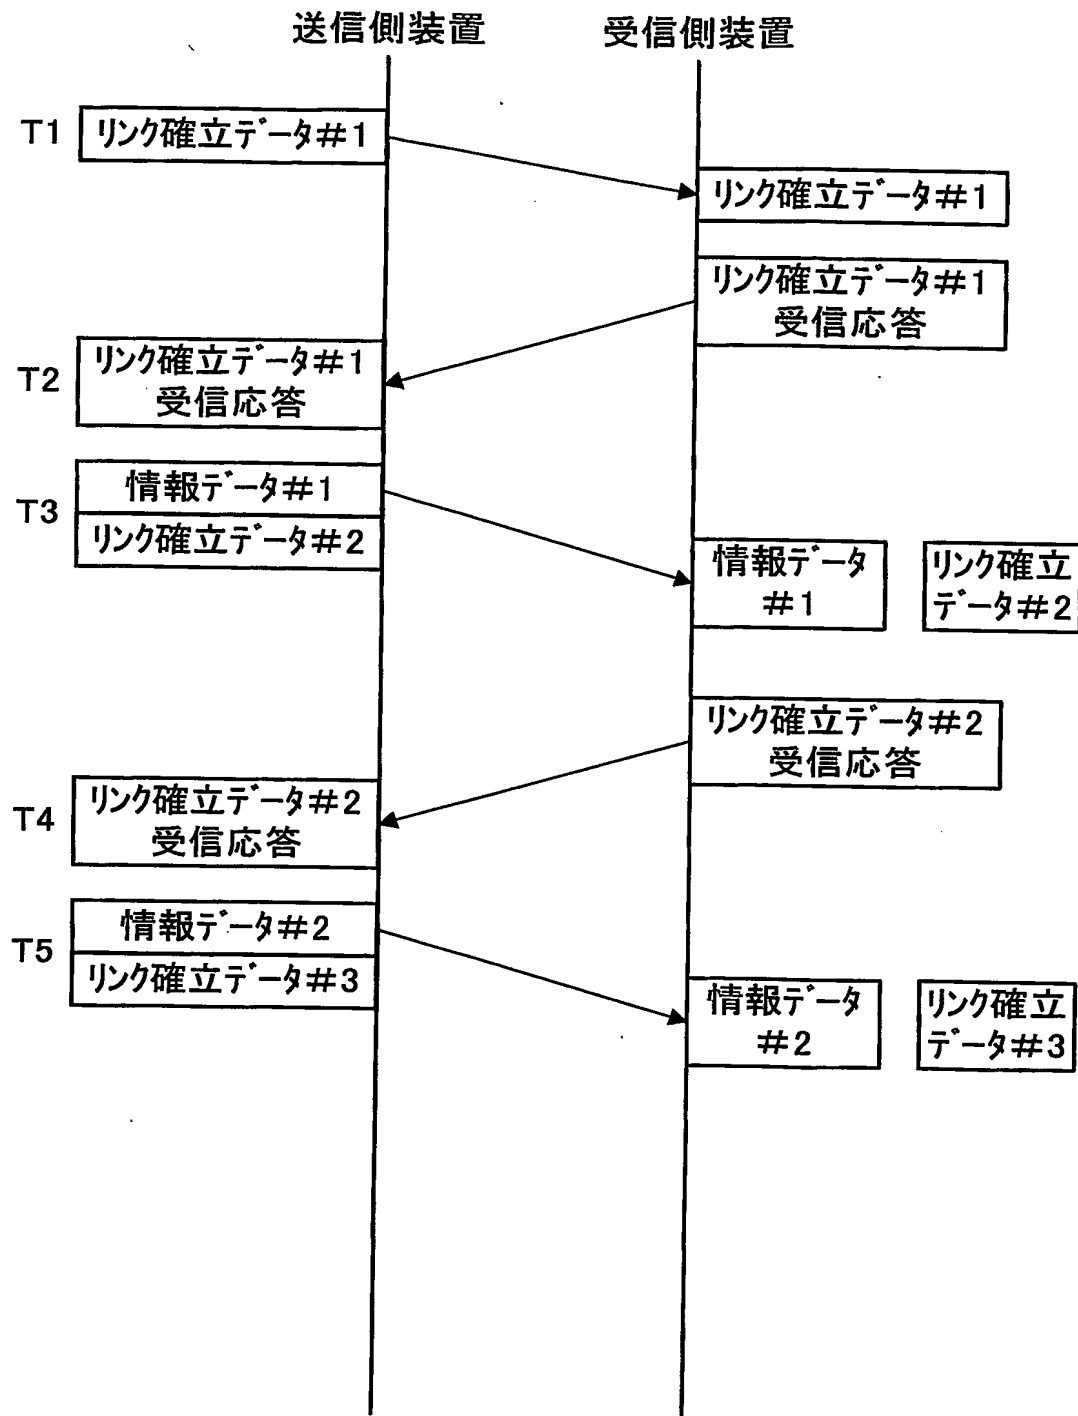 送信側装置
受信側装置
T1
リンク確立データ#1
リンク確立データ#1
リンク確立データ#1
受信応答
T2
リンク確立データ#1
受信応答
T3
情報データ#1
リンク確立データ#2
情報データ
#1
リンク確立
データ#2
リンク確立データ#2
受信応答
T4
リンク確立データ#2
受信応答
T5
情報データ#2
リンク確立データ#3
情報データ
#2
リンク確立
データ#3